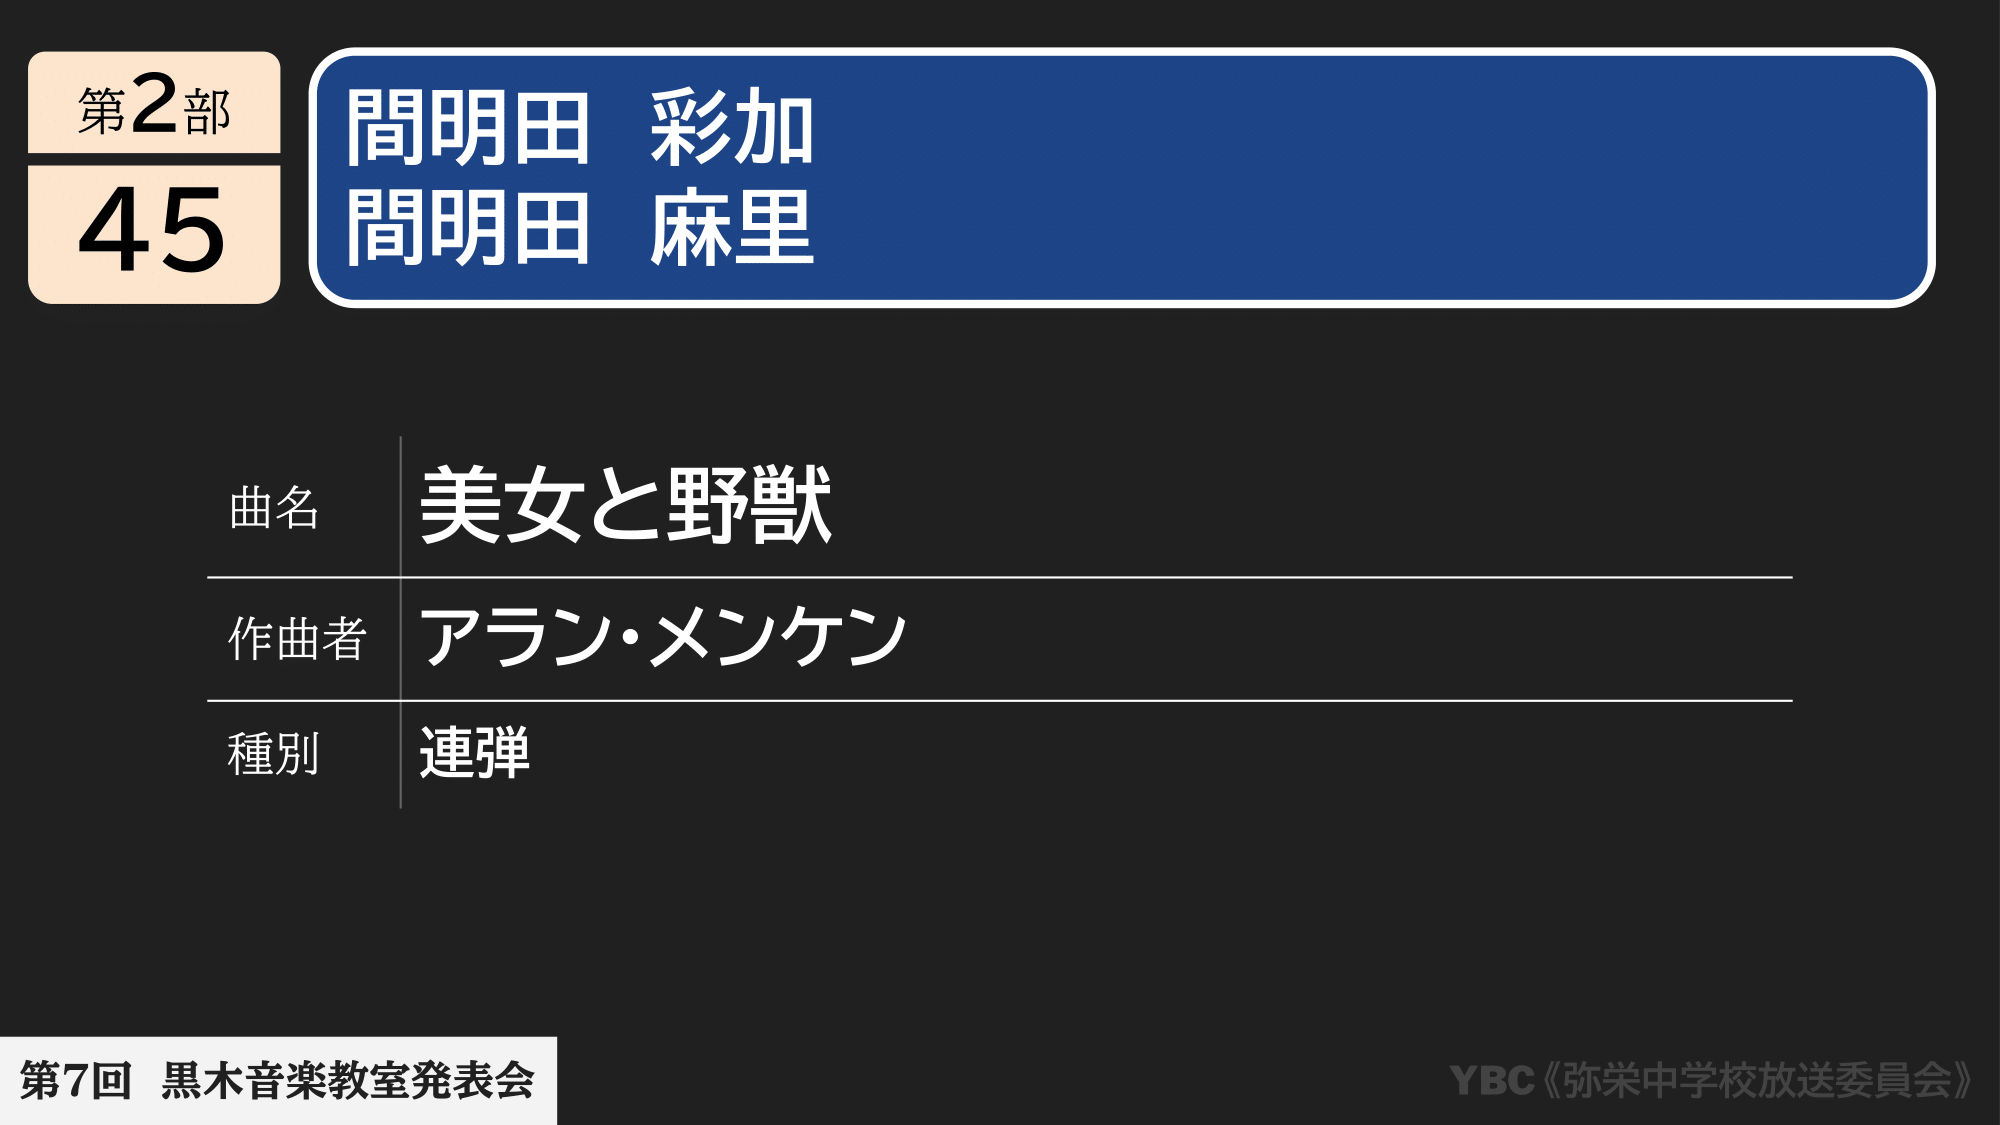 第2部
45
間明田 彩加
間明田 麻里
曲名 美女と野獣
作曲者 アラン・メンケン
種別 連弾
第7回 黒木音楽教室発表会
YBC《弥栄中学校放送委員会》